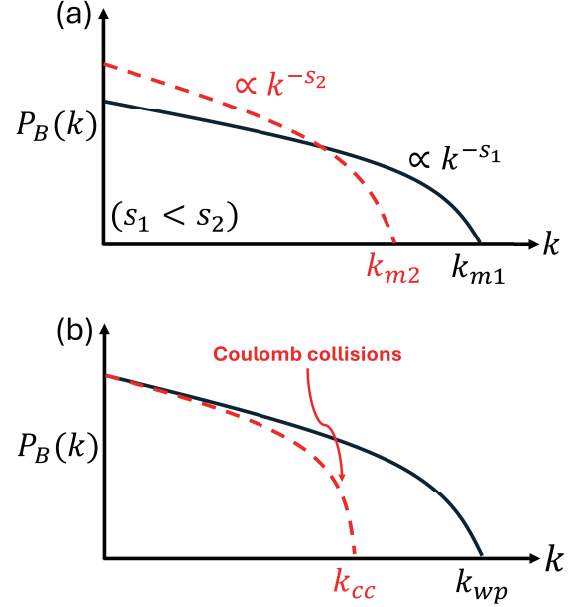 (a)
∝ k^{-s_2}
P_B(k)
∝ k^{-s_1}
(s_1 < s_2)
k_{m2}
k_{m1}
k
(b)
Coulomb collisions
P_B(k)
k_{cc}
k_{wp}
k